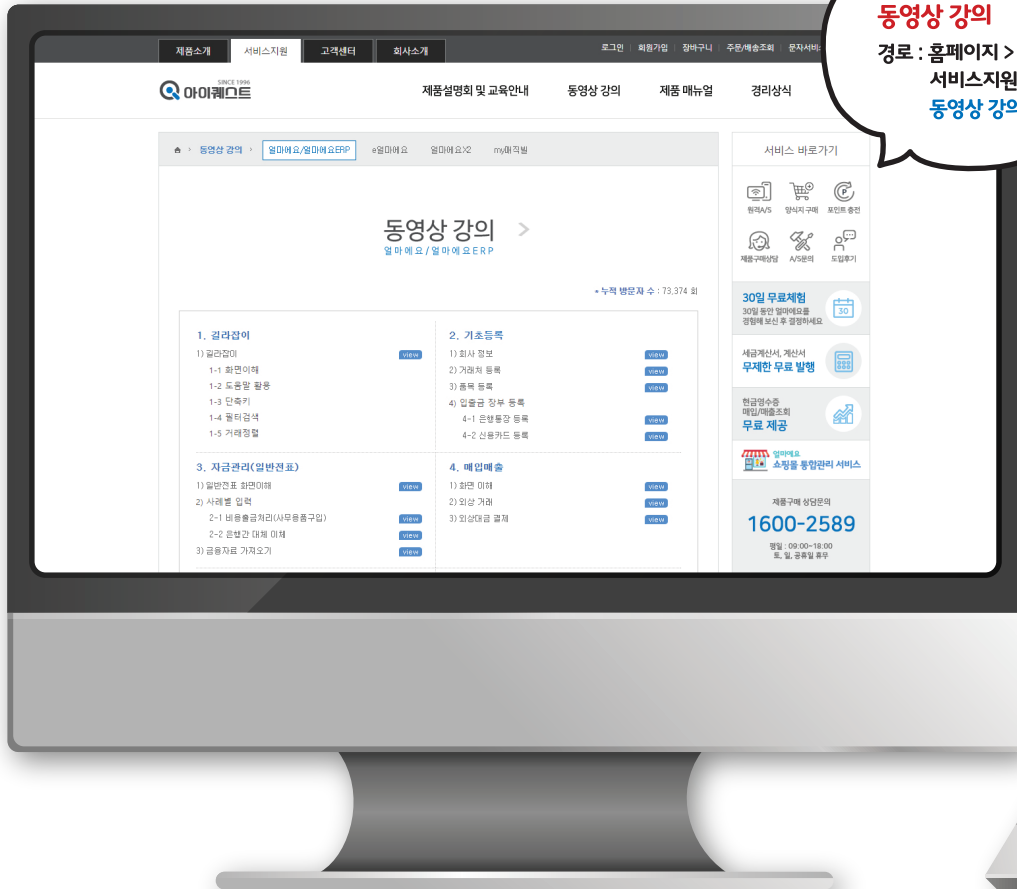 동영상 강의
경로 : 홈페이지 >
서비스지원
동영상 강의
제품소개 서비스지원 고객센터 회사소개 로그인 회원가입 장바구니 주문/배송조회 문자서비스
SINCE 1996
아이퀘스트
제품설명회 및 교육안내 동영상 강의 제품 매뉴얼 경리상식
동영상 강의 얼마에요/얼마에요ERP e얼마에요 얼마에요X2 my매직빌
서비스 바로가기
동영상 강의 >
얼마에요/얼마에요ERP
* 누적 방문자 수 : 73,374 회
1. 길라잡이
1) 길라잡이 view
1-1 화면이해
1-2 도움말 활용
1-3 단축키
1-4 필터검색
1-5 거래정렬
2. 기초등록
1) 회사 정보 view
2) 거래처 등록 view
3) 품목 등록 view
4) 입출금 장부 등록
4-1 은행통장 등록 view
4-2 신용카드 등록 view
3. 자금관리(일반전표)
1) 일반전표 화면이해 view
2) 사례별 입력
2-1 비용출금처리(사무용품구입) view
2-2 은행간 대체 이체 view
3) 금융자료 가져오기 view
4. 매입매출
1) 화면 이해 view
2) 외상 거래 view
3) 외상대금 결제 view
원격A/S 양식지 구매 포인트 충전
제품구매상담 A/S문의 도입후기
30일 무료체험
30일 동안 얼마에요를
경험해 보신 후 결정하세요
30
세금계산서, 계산서
무제한 무료 발행
현금영수증
매입/매출조회
무료 제공
얼마에요
쇼핑몰 통합관리 서비스
제품구매 상담문의
1600-2589
평일 : 09:00~18:00
토, 일, 공휴일 휴무